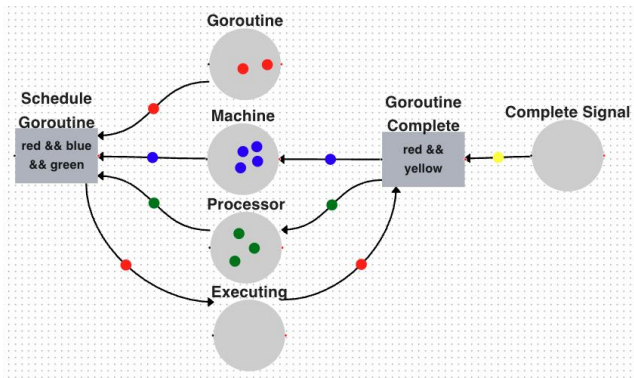 Goroutine
Schedule
Goroutine
red && blue
&& green
Machine
Goroutine
Complete
red &&
yellow
Complete Signal
Processor
Executing